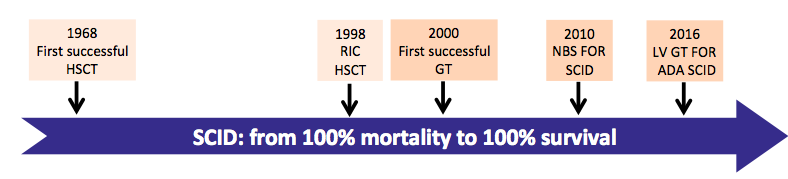 1968
First successful
HSCT
1998
RIC
HSCT
2000
First successful
GT
2010
NBS FOR
SCID
2016
LV GT FOR
ADA SCID
SCID: from 100% mortality to 100% survival